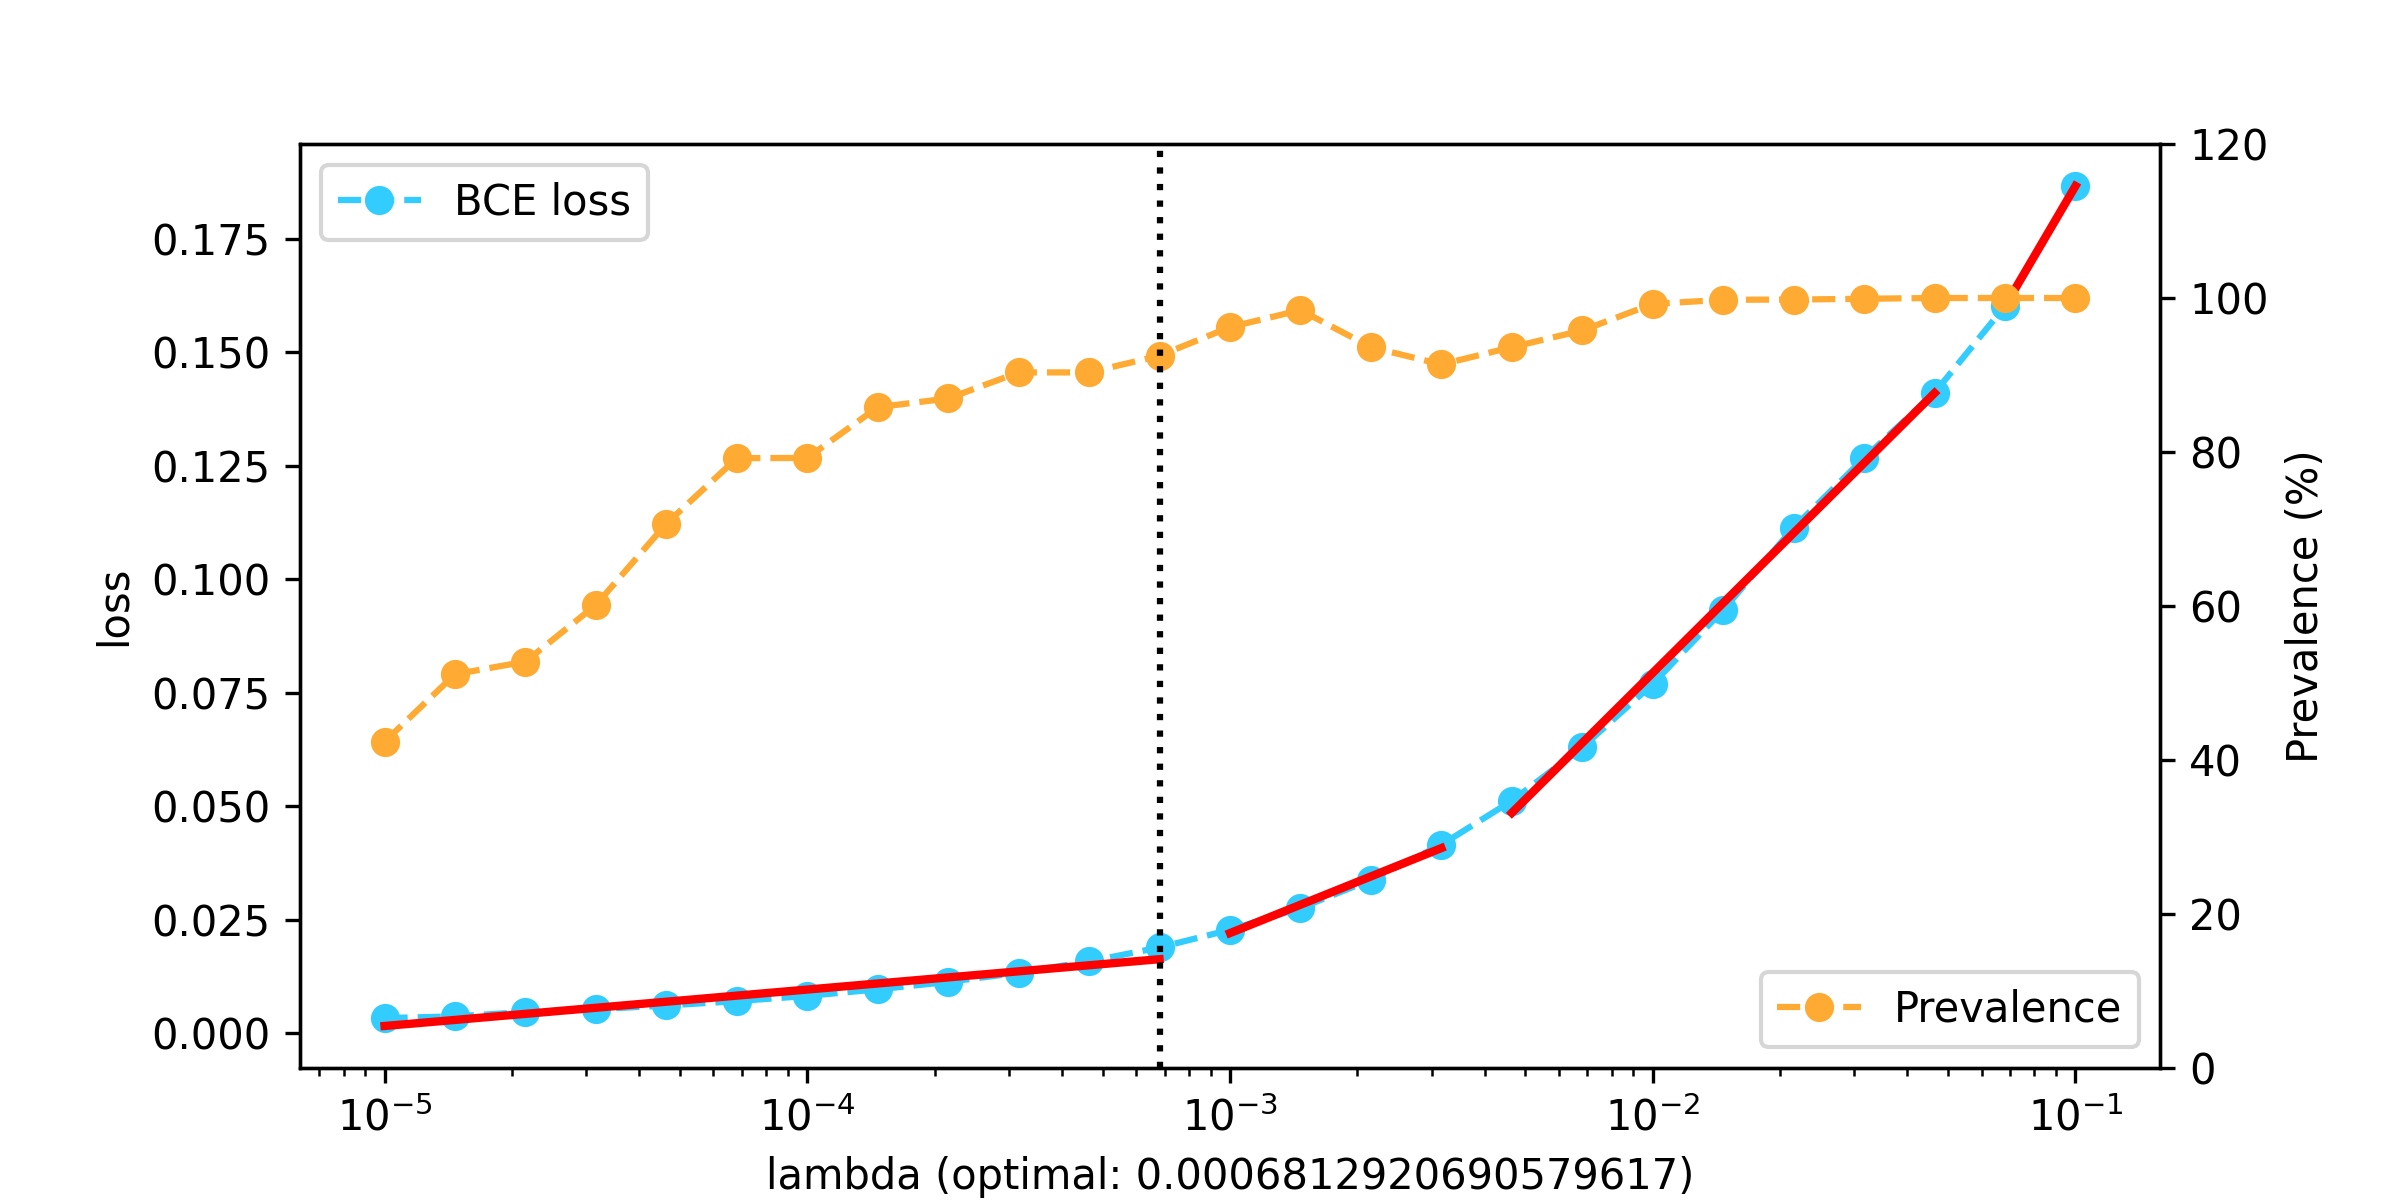 BCE loss
Prevalence
loss
0.175
0.150
0.125
0.100
0.075
0.050
0.025
0.000
120
100
80
60
40
20
0
Prevalence (%)
10⁻⁵ 10⁻⁴ 10⁻³ 10⁻² 10⁻¹
lambda (optimal: 0.0006812920690579617)